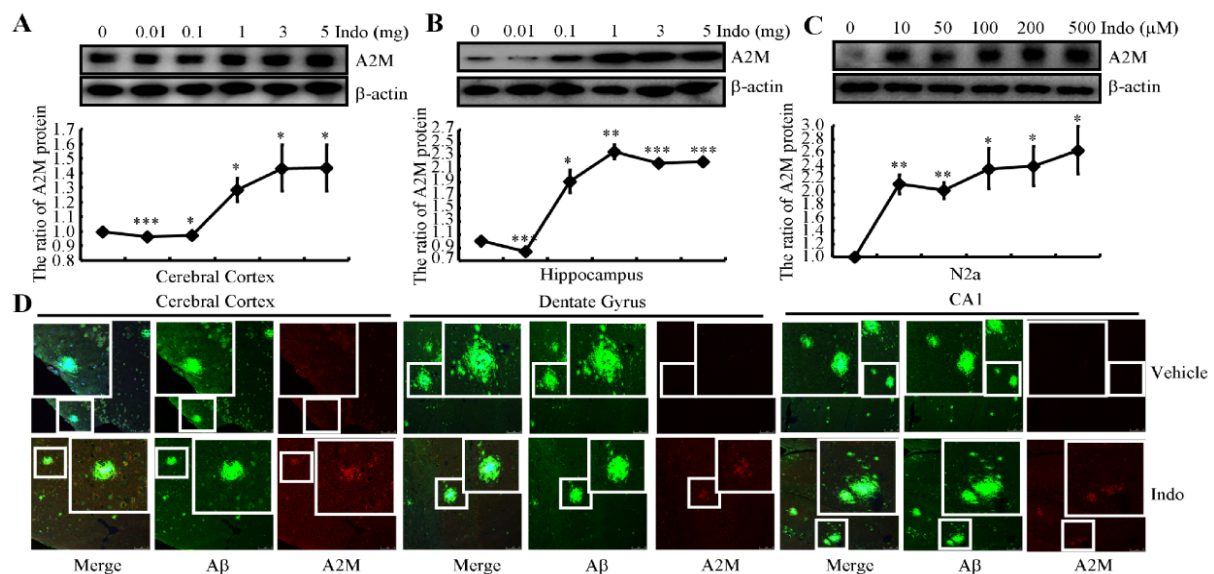 A
0 0.01 0.1 1 3 5 Indo (mg)
A2M
β-actin
The ratio of A2M protein
1.7
1.6
1.5
1.4
1.3
1.2
1.1
1.0
0.9
0.8
*** * * * *
Cerebral Cortex
B
0 0.01 0.1 1 3 5 Indo (mg)
A2M
β-actin
The ratio of A2M protein
2.7
2.5
2.3
2.1
1.9
1.7
1.5
1.3
1.1
0.9
0.7
*** * ** *** ***
Hippocampus
C
0 10 50 100 200 500 Indo (μM)
A2M
β-actin
The ratio of A2M protein
3.0
2.8
2.6
2.4
2.2
2.0
1.8
1.6
1.4
1.2
1.0
** ** * * *
N2a
D
Cerebral Cortex Dentate Gyrus CA1
Vehicle
Indo
Merge Aβ A2M Merge Aβ A2M Merge Aβ A2M